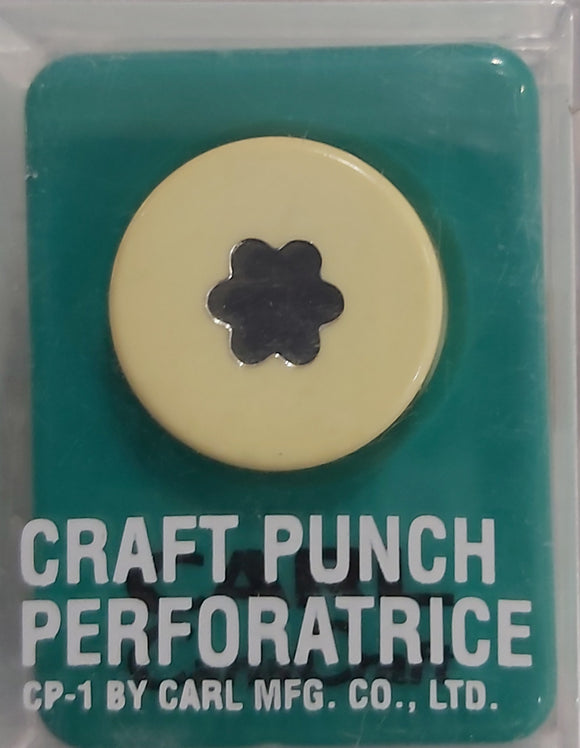 CRAFT PUNCH
PERFORATRICE
CP-1 BY CARL MFG. CO., LTD.